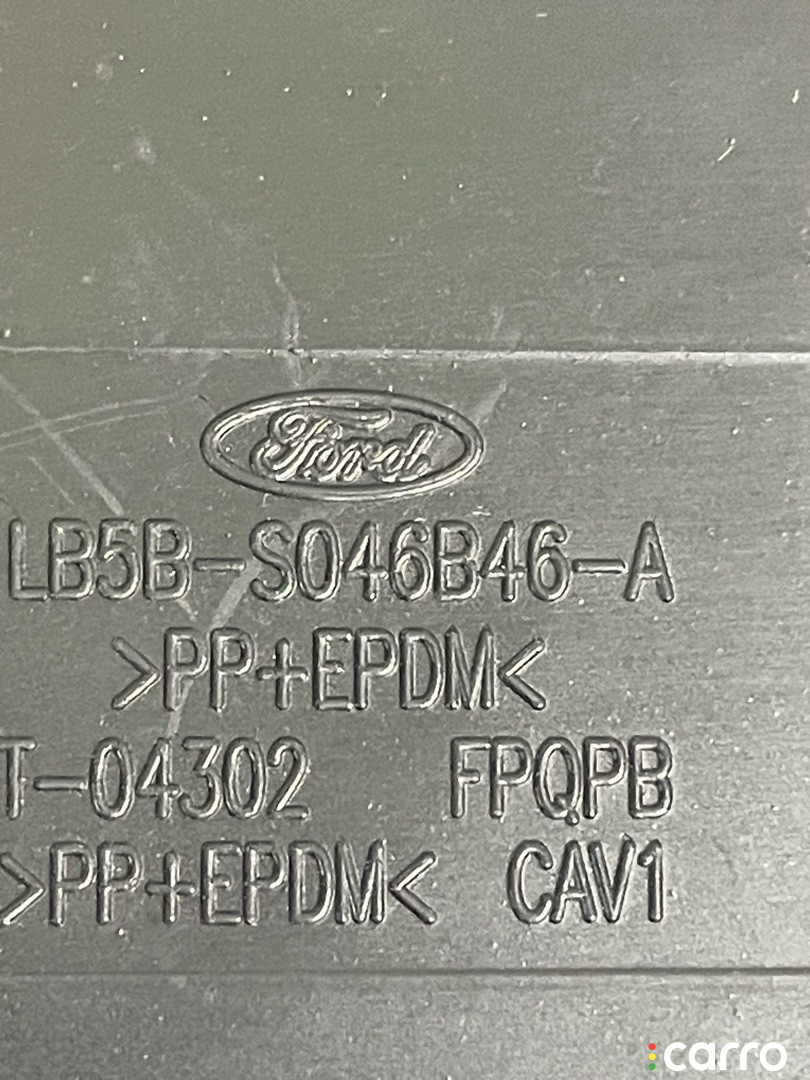 Ford
LB5B-S046B46-A
>PP+EPDM<
T-04302 FPQPB
>PP+EPDM< CAV1
carro